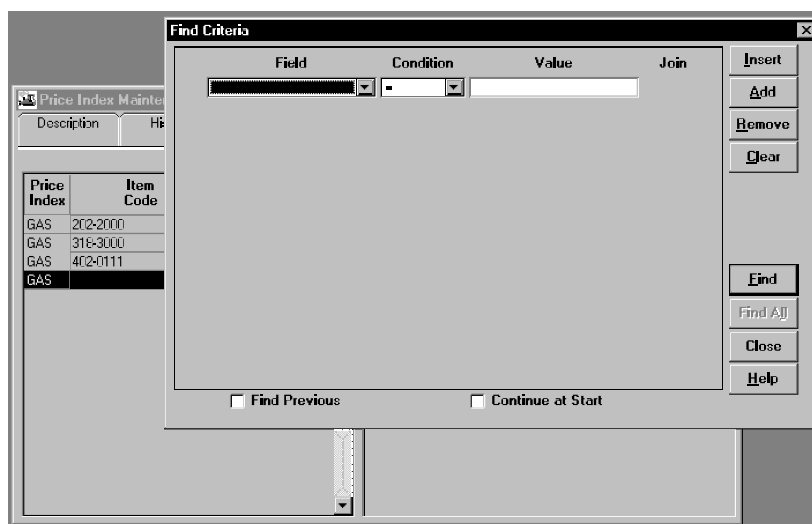 Find Criteria
Field Condition Value Join
=
Insert
Add
Remove
Clear
Find
Find All
Close
Help
Find Previous
Continue at Start
Price Index Mainte
Description Hi
Price Index Item Code
GAS 202-2000
GAS 318-3000
GAS 402-0111
GAS